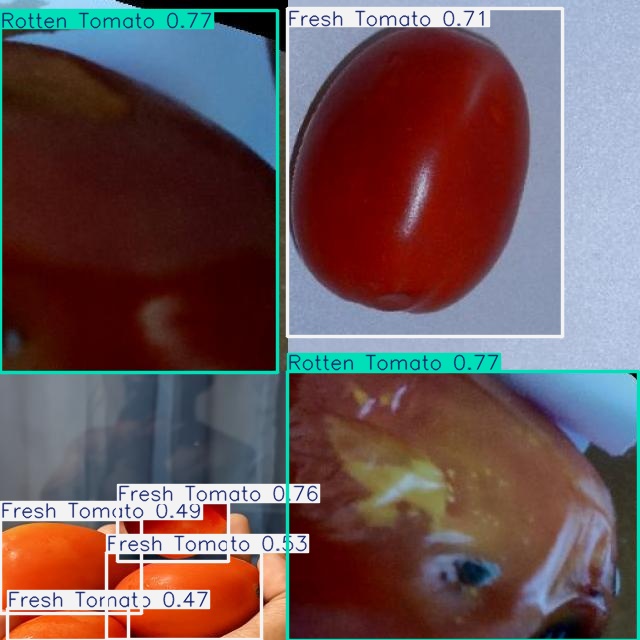 Rotten Tomato 0.77
Fresh Tomato 0.71
Rotten Tomato 0.77
Fresh Tomato 0.76
Fresh Tomato 0.49
Fresh Tomato 0.53
Fresh Tomato 0.47